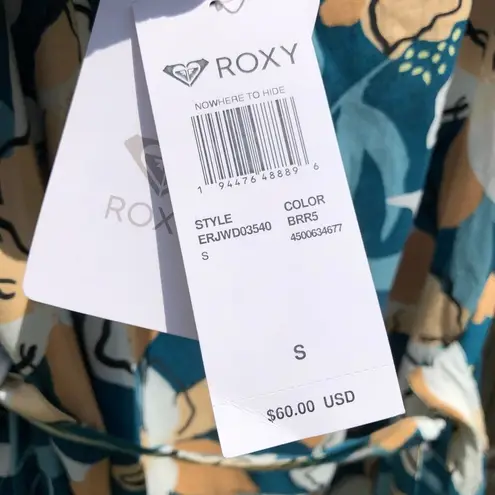 ROXY
NOWHERE TO HIDE
1 94476 48889 6
STYLE COLOR
ERJWD03540 BRR5
S 4500634677
S
$60.00 USD
ROX